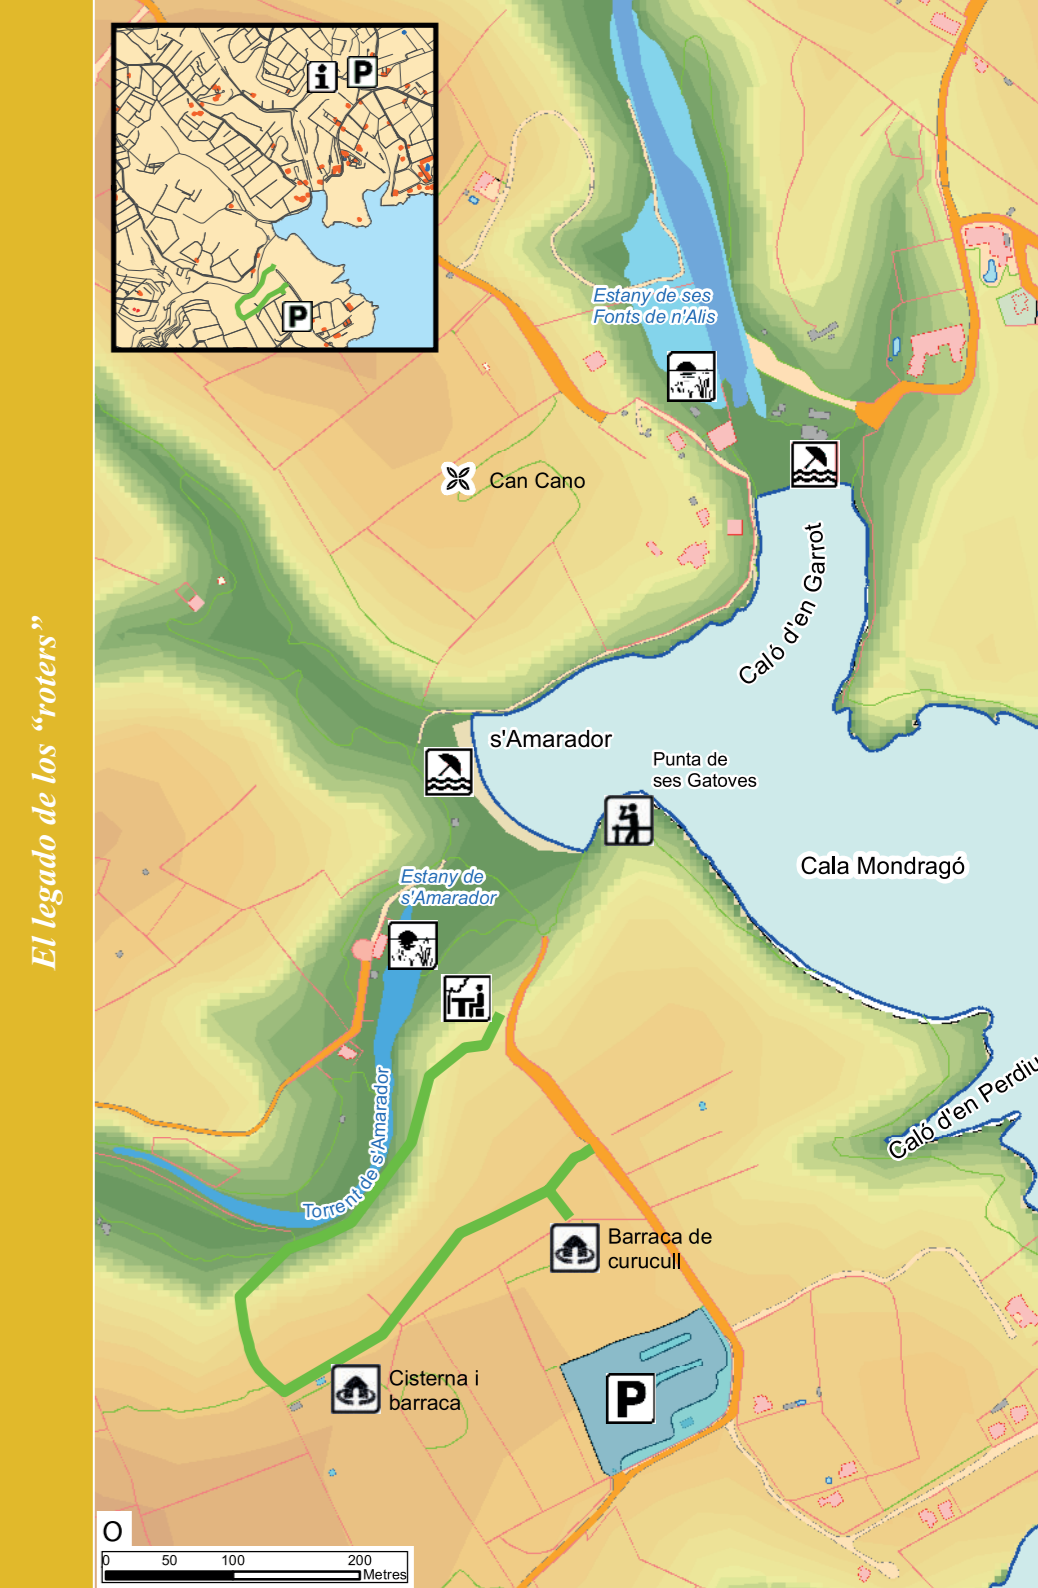 El legado de los “roters”
i
P
P
Estany de ses
Fonts de n'Alis
Can Cano
Caló d'en Garrot
s'Amarador
Punta de
ses Gatoves
Cala Mondragó
Estany de
s'Amarador
Caló d'en Perdiu
Torrent de s'Amarador
Barraca de
curucull
Cisterna i
barraca
P
O
0 50 100 200
Metres